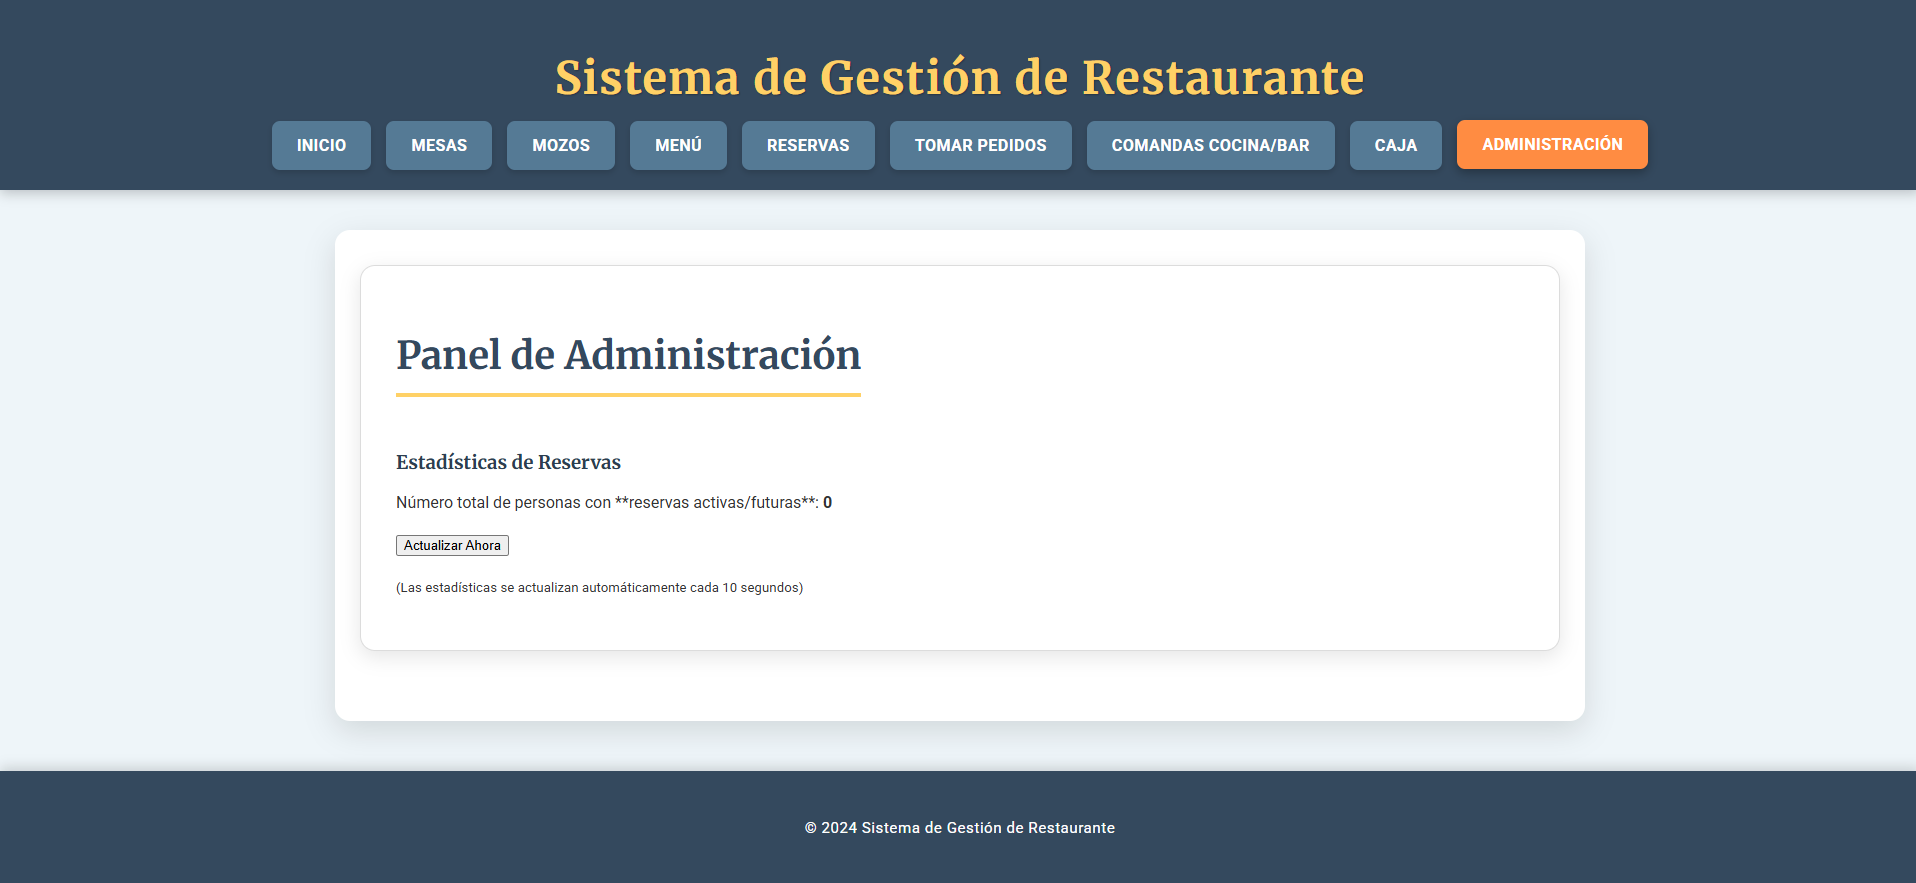 Sistema de Gestión de Restaurante
INICIO MESAS MOZOS MENÚ RESERVAS TOMAR PEDIDOS COMANDAS COCINA/BAR CAJA ADMINISTRACIÓN
Panel de Administración
Estadísticas de Reservas
Número total de personas con **reservas activas/futuras**: 0
Actualizar Ahora
(Las estadísticas se actualizan automáticamente cada 10 segundos)
© 2024 Sistema de Gestión de Restaurante